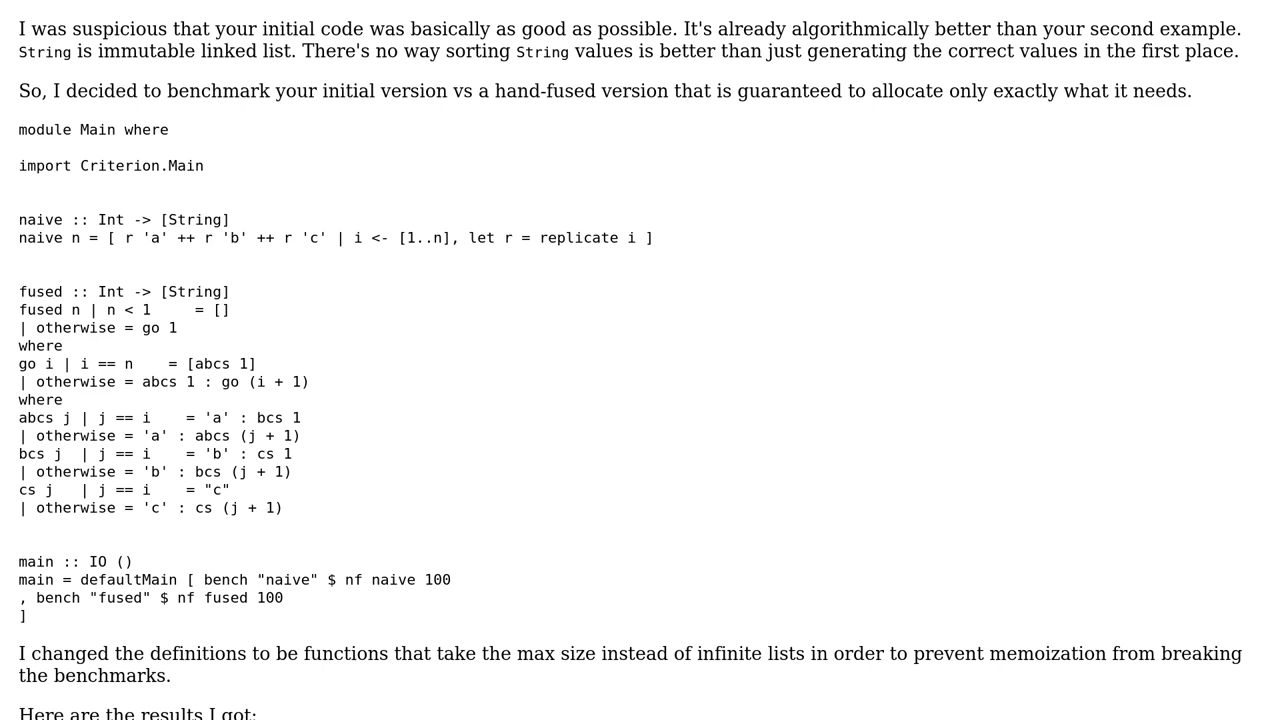 I was suspicious that your initial code was basically as good as possible. It's already algorithmically better than your second example.
String is immutable linked list. There's no way sorting String values is better than just generating the correct values in the first place.
So, I decided to benchmark your initial version vs a hand-fused version that is guaranteed to allocate only exactly what it needs.
module Main where
import Criterion.Main
naive :: Int -> [String]
naive n = [ r 'a' ++ r 'b' ++ r 'c' | i <- [1..n], let r = replicate i ]
fused :: Int -> [String]
fused n | n < 1     = []
| otherwise = go 1
where
go i | i == n    = [abcs 1]
| otherwise = abcs 1 : go (i + 1)
where
abcs j | j == i    = 'a' : bcs 1
| otherwise = 'a' : abcs (j + 1)
bcs j  | j == i    = 'b' : cs 1
| otherwise = 'b' : bcs (j + 1)
cs j   | j == i    = "c"
| otherwise = 'c' : cs (j + 1)
main :: IO ()
main = defaultMain [ bench "naive" $ nf naive 100
, bench "fused" $ nf fused 100
]
I changed the definitions to be functions that take the max size instead of infinite lists in order to prevent memoization from breaking
the benchmarks.
Here are the results I got: